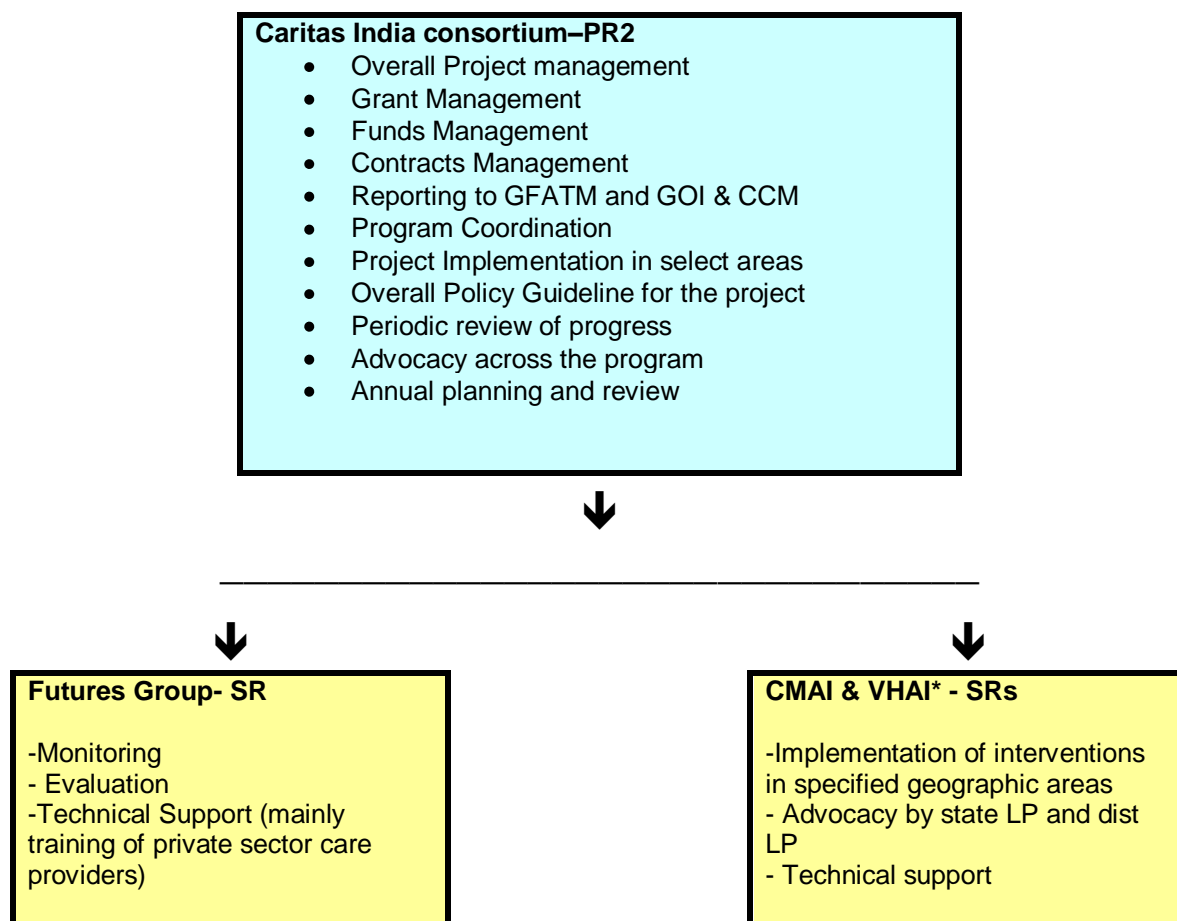 Caritas India consortium–PR2
• Overall Project management
• Grant Management
• Funds Management
• Contracts Management
• Reporting to GFATM and GOI & CCM
• Program Coordination
• Project Implementation in select areas
• Overall Policy Guideline for the project
• Periodic review of progress
• Advocacy across the program
• Annual planning and review
Futures Group- SR
-Monitoring
- Evaluation
-Technical Support (mainly
training of private sector care
providers)
CMAI & VHAI* - SRs
-Implementation of interventions
in specified geographic areas
- Advocacy by state LP and dist
LP
- Technical support